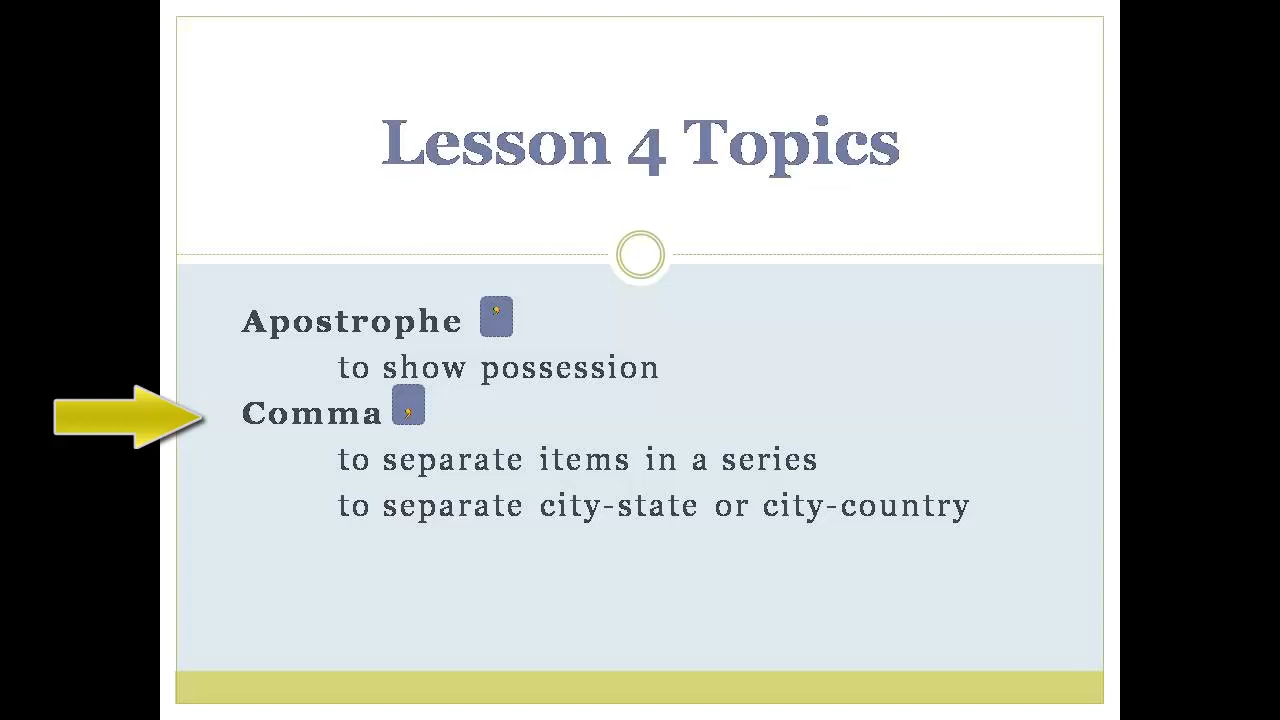 Lesson 4 Topics
Apostrophe ’
to show possession
Comma ,
to separate items in a series
to separate city-state or city-country